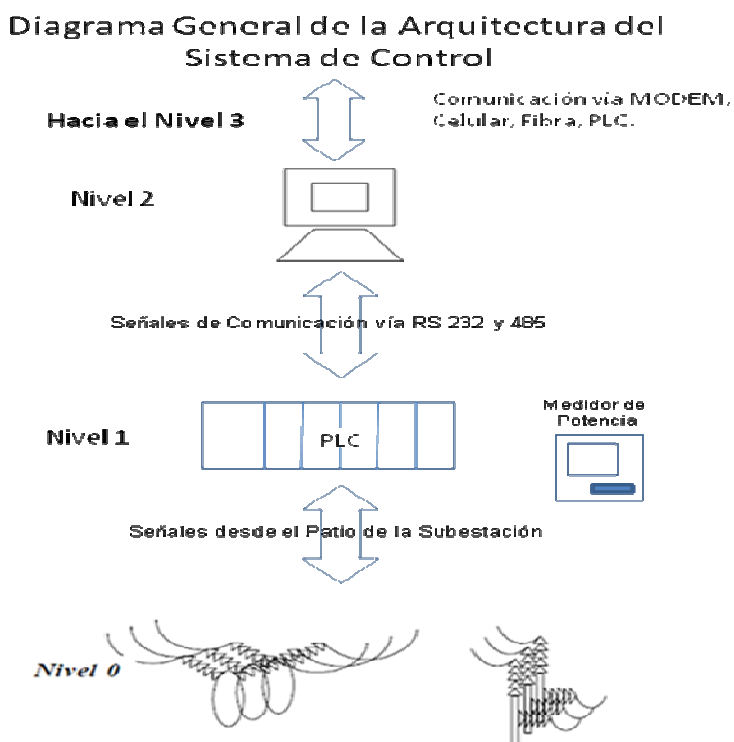 Diagrama General de la Arquitectura del
Sistema de Control
Hacia el Nivel 3
Comunicación vía MODEM,
Celular, Fibra, PLC.
Nivel 2
Señales de Comunicación vía RS 232 y 485
Nivel 1
PLC
Medidor de
Potencia
Señales desde el Patio de la Subestación
Nivel 0